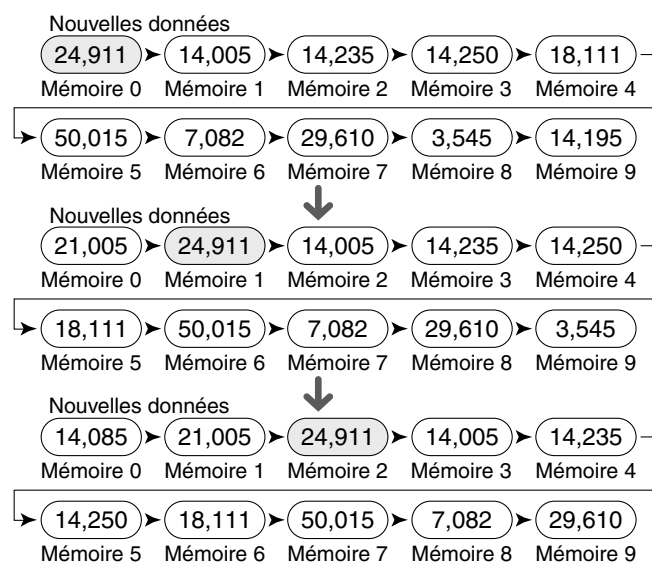 Nouvelles données
24,911 14,005 14,235 14,250 18,111
Mémoire 0 Mémoire 1 Mémoire 2 Mémoire 3 Mémoire 4
50,015 7,082 29,610 3,545 14,195
Mémoire 5 Mémoire 6 Mémoire 7 Mémoire 8 Mémoire 9
Nouvelles données
21,005 24,911 14,005 14,235 14,250
Mémoire 0 Mémoire 1 Mémoire 2 Mémoire 3 Mémoire 4
18,111 50,015 7,082 29,610 3,545
Mémoire 5 Mémoire 6 Mémoire 7 Mémoire 8 Mémoire 9
Nouvelles données
14,085 21,005 24,911 14,005 14,235
Mémoire 0 Mémoire 1 Mémoire 2 Mémoire 3 Mémoire 4
14,250 18,111 50,015 7,082 29,610
Mémoire 5 Mémoire 6 Mémoire 7 Mémoire 8 Mémoire 9